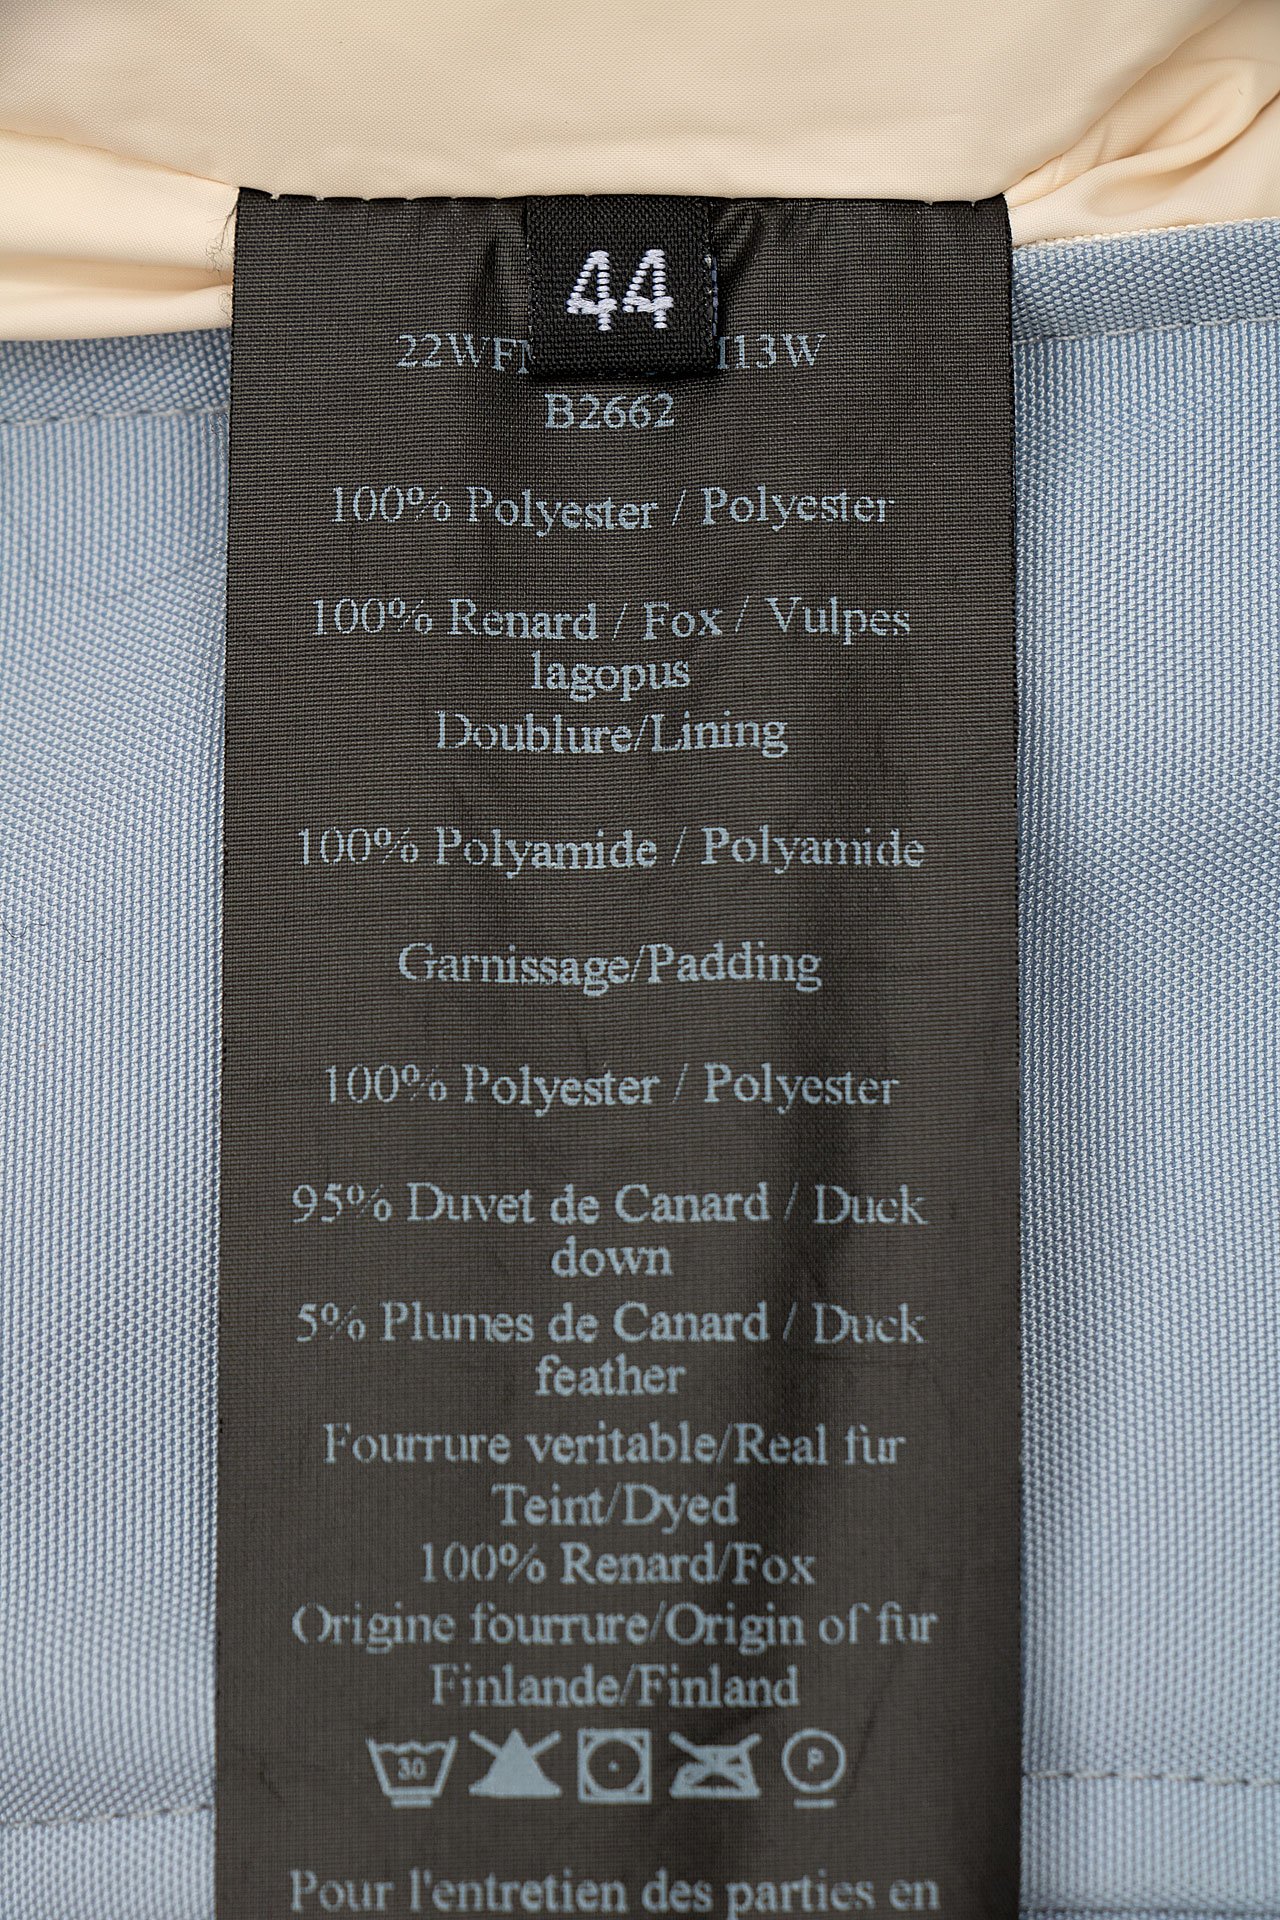 44
B2662
100% Polyester / Polyester
100% Renard / Fox / Vulpes
lagopus
Doublure/Lining
100% Polyamide / Polyamide
Garnissage/Padding
100% Polyester / Polyester
95% Duvet de Canard / Duck
down
5% Plumes de Canard / Duck
feather
Fourrure veritable/Real fur
Teint/Dyed
100% Renard/Fox
Origine fourrure/Origin of fur
Finlande/Finland
30 P
Pour l'entretien des parties en